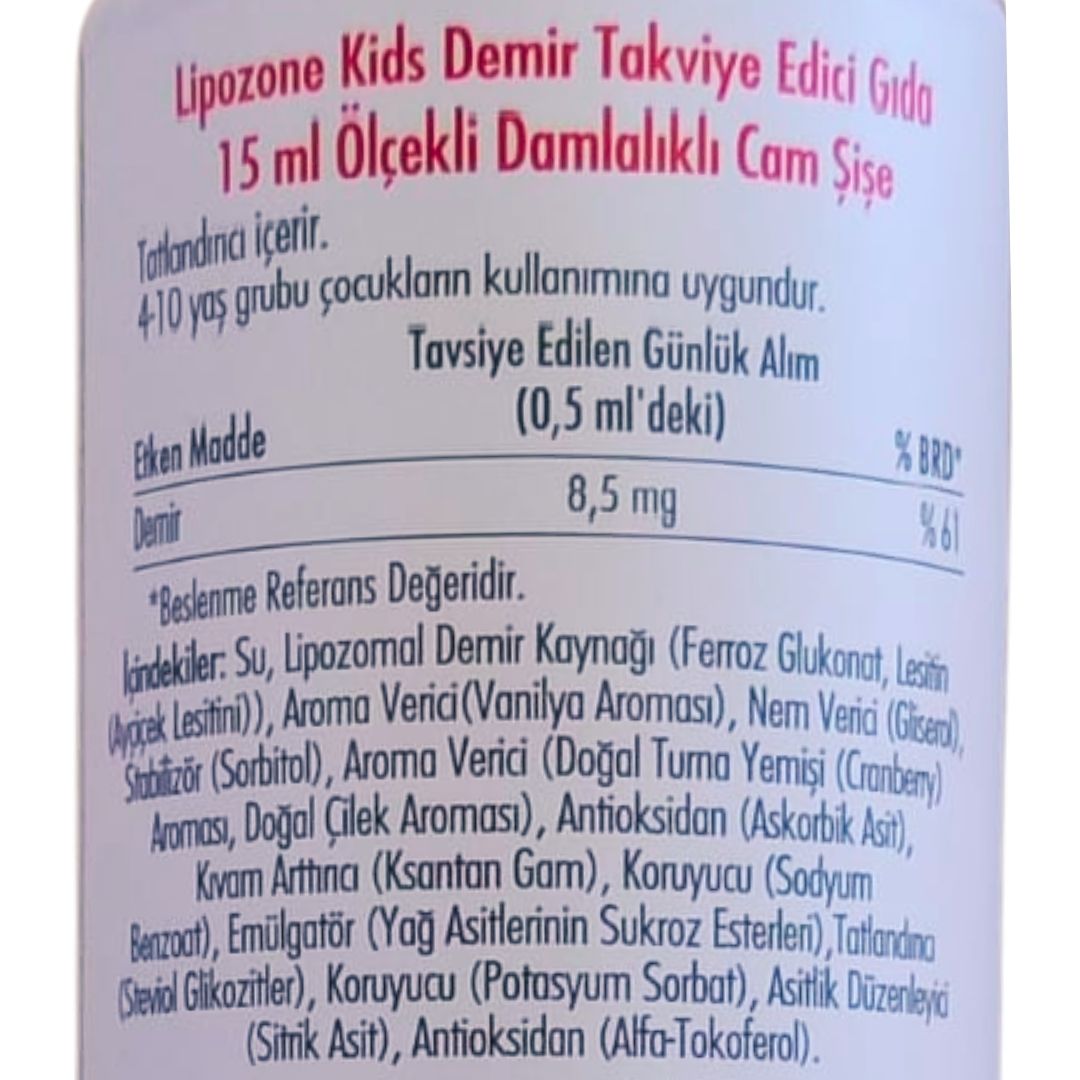 Lipozone Kids Demir Takviye Edici Gıda
15 ml Ölçekli Damlalıklı Cam Şişe
Tatlandırıcı içerir.
4-10 yaş grubu çocukların kullanımına uygundur.
Tavsiye Edilen Günlük Alım
(0,5 ml'deki)
Etken Madde % BRD*
Demir 8,5 mg % 61
*Beslenme Referans Değeridir.
İçindekiler: Su, Lipozomal Demir Kaynağı (Ferroz Glukonat, Lesitin
(Ayçiçek Lesitini)), Aroma Verici(Vanilya Aroması), Nem Verici (Gliserol),
Stabilizör (Sorbitol), Aroma Verici (Doğal Turna Yemişi (Cranberry)
Aroması, Doğal Çilek Aroması), Antioksidan (Askorbik Asit),
Kıvam Arttırıcı (Ksantan Gam), Koruyucu (Sodyum
Benzoat), Emülgatör (Yağ Asitlerinin Sukroz Esterleri),Tatlandırıcı
(Steviol Glikozitler), Koruyucu (Potasyum Sorbat), Asitlik Düzenleyici
(Sitrik Asit), Antioksidan (Alfa-Tokoferol).